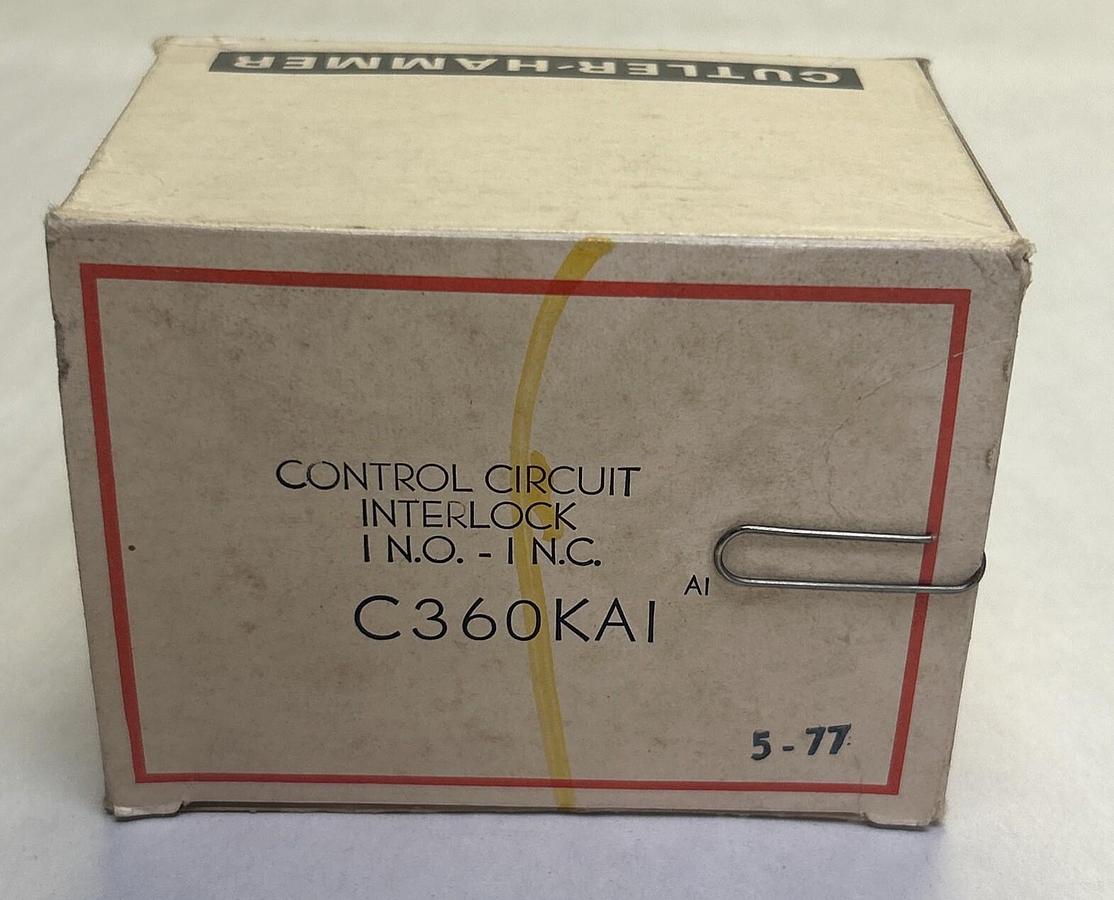 CUTLER-HAMMER
CONTROL CIRCUIT
INTERLOCK
1 N.O. - 1 N.C.
A1
C360KA1
5-77